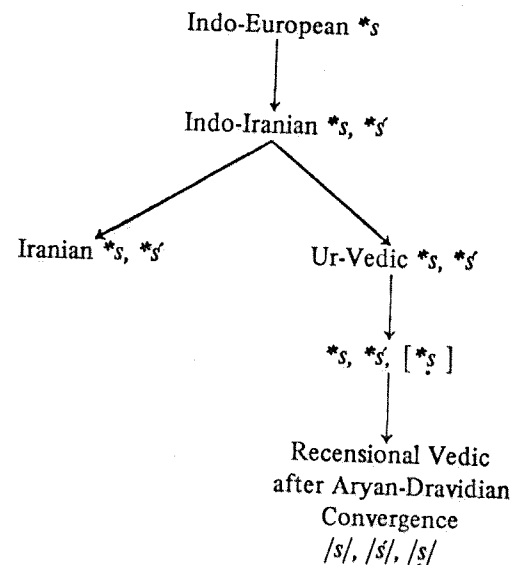 Indo-European *s
Indo-Iranian *s, *ś
Iranian *s, *ś
Ur-Vedic *s, *ś
*s, *ś, [ *ṣ ]
Recensional Vedic
after Aryan-Dravidian
Convergence
/s/, /ś/, /ṣ/